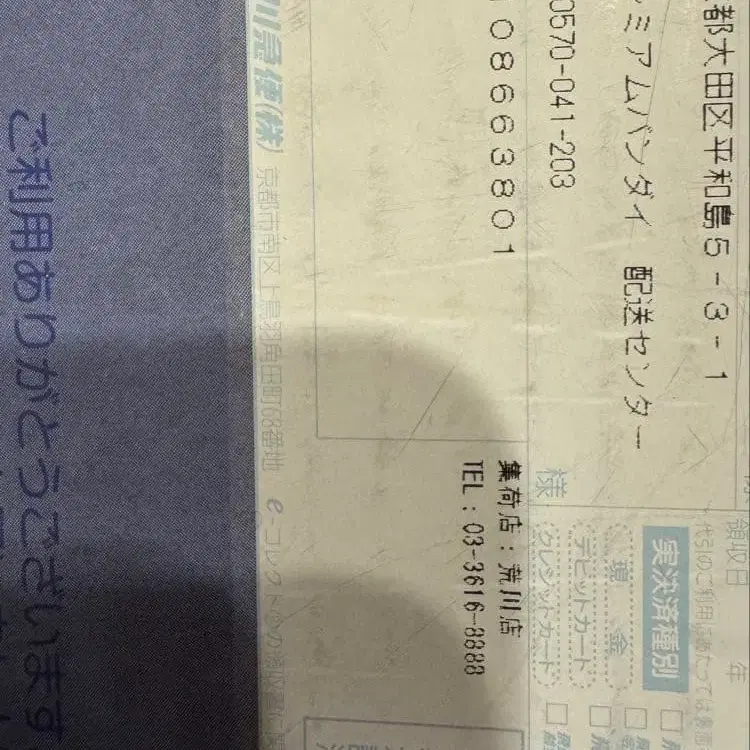 都大田区平和島5-3-1
ミアムバンダイ 配送センター
0570-041-203
様
08663801
集荷店:荒川店
TEL:03-3616-8888
川急便(株) 京都市南区上鳥羽角田町68番地 e-コレクト
領収日 年
実決済種別
現金
デビットカード
クレジットカード
ご利用ありがとうございます